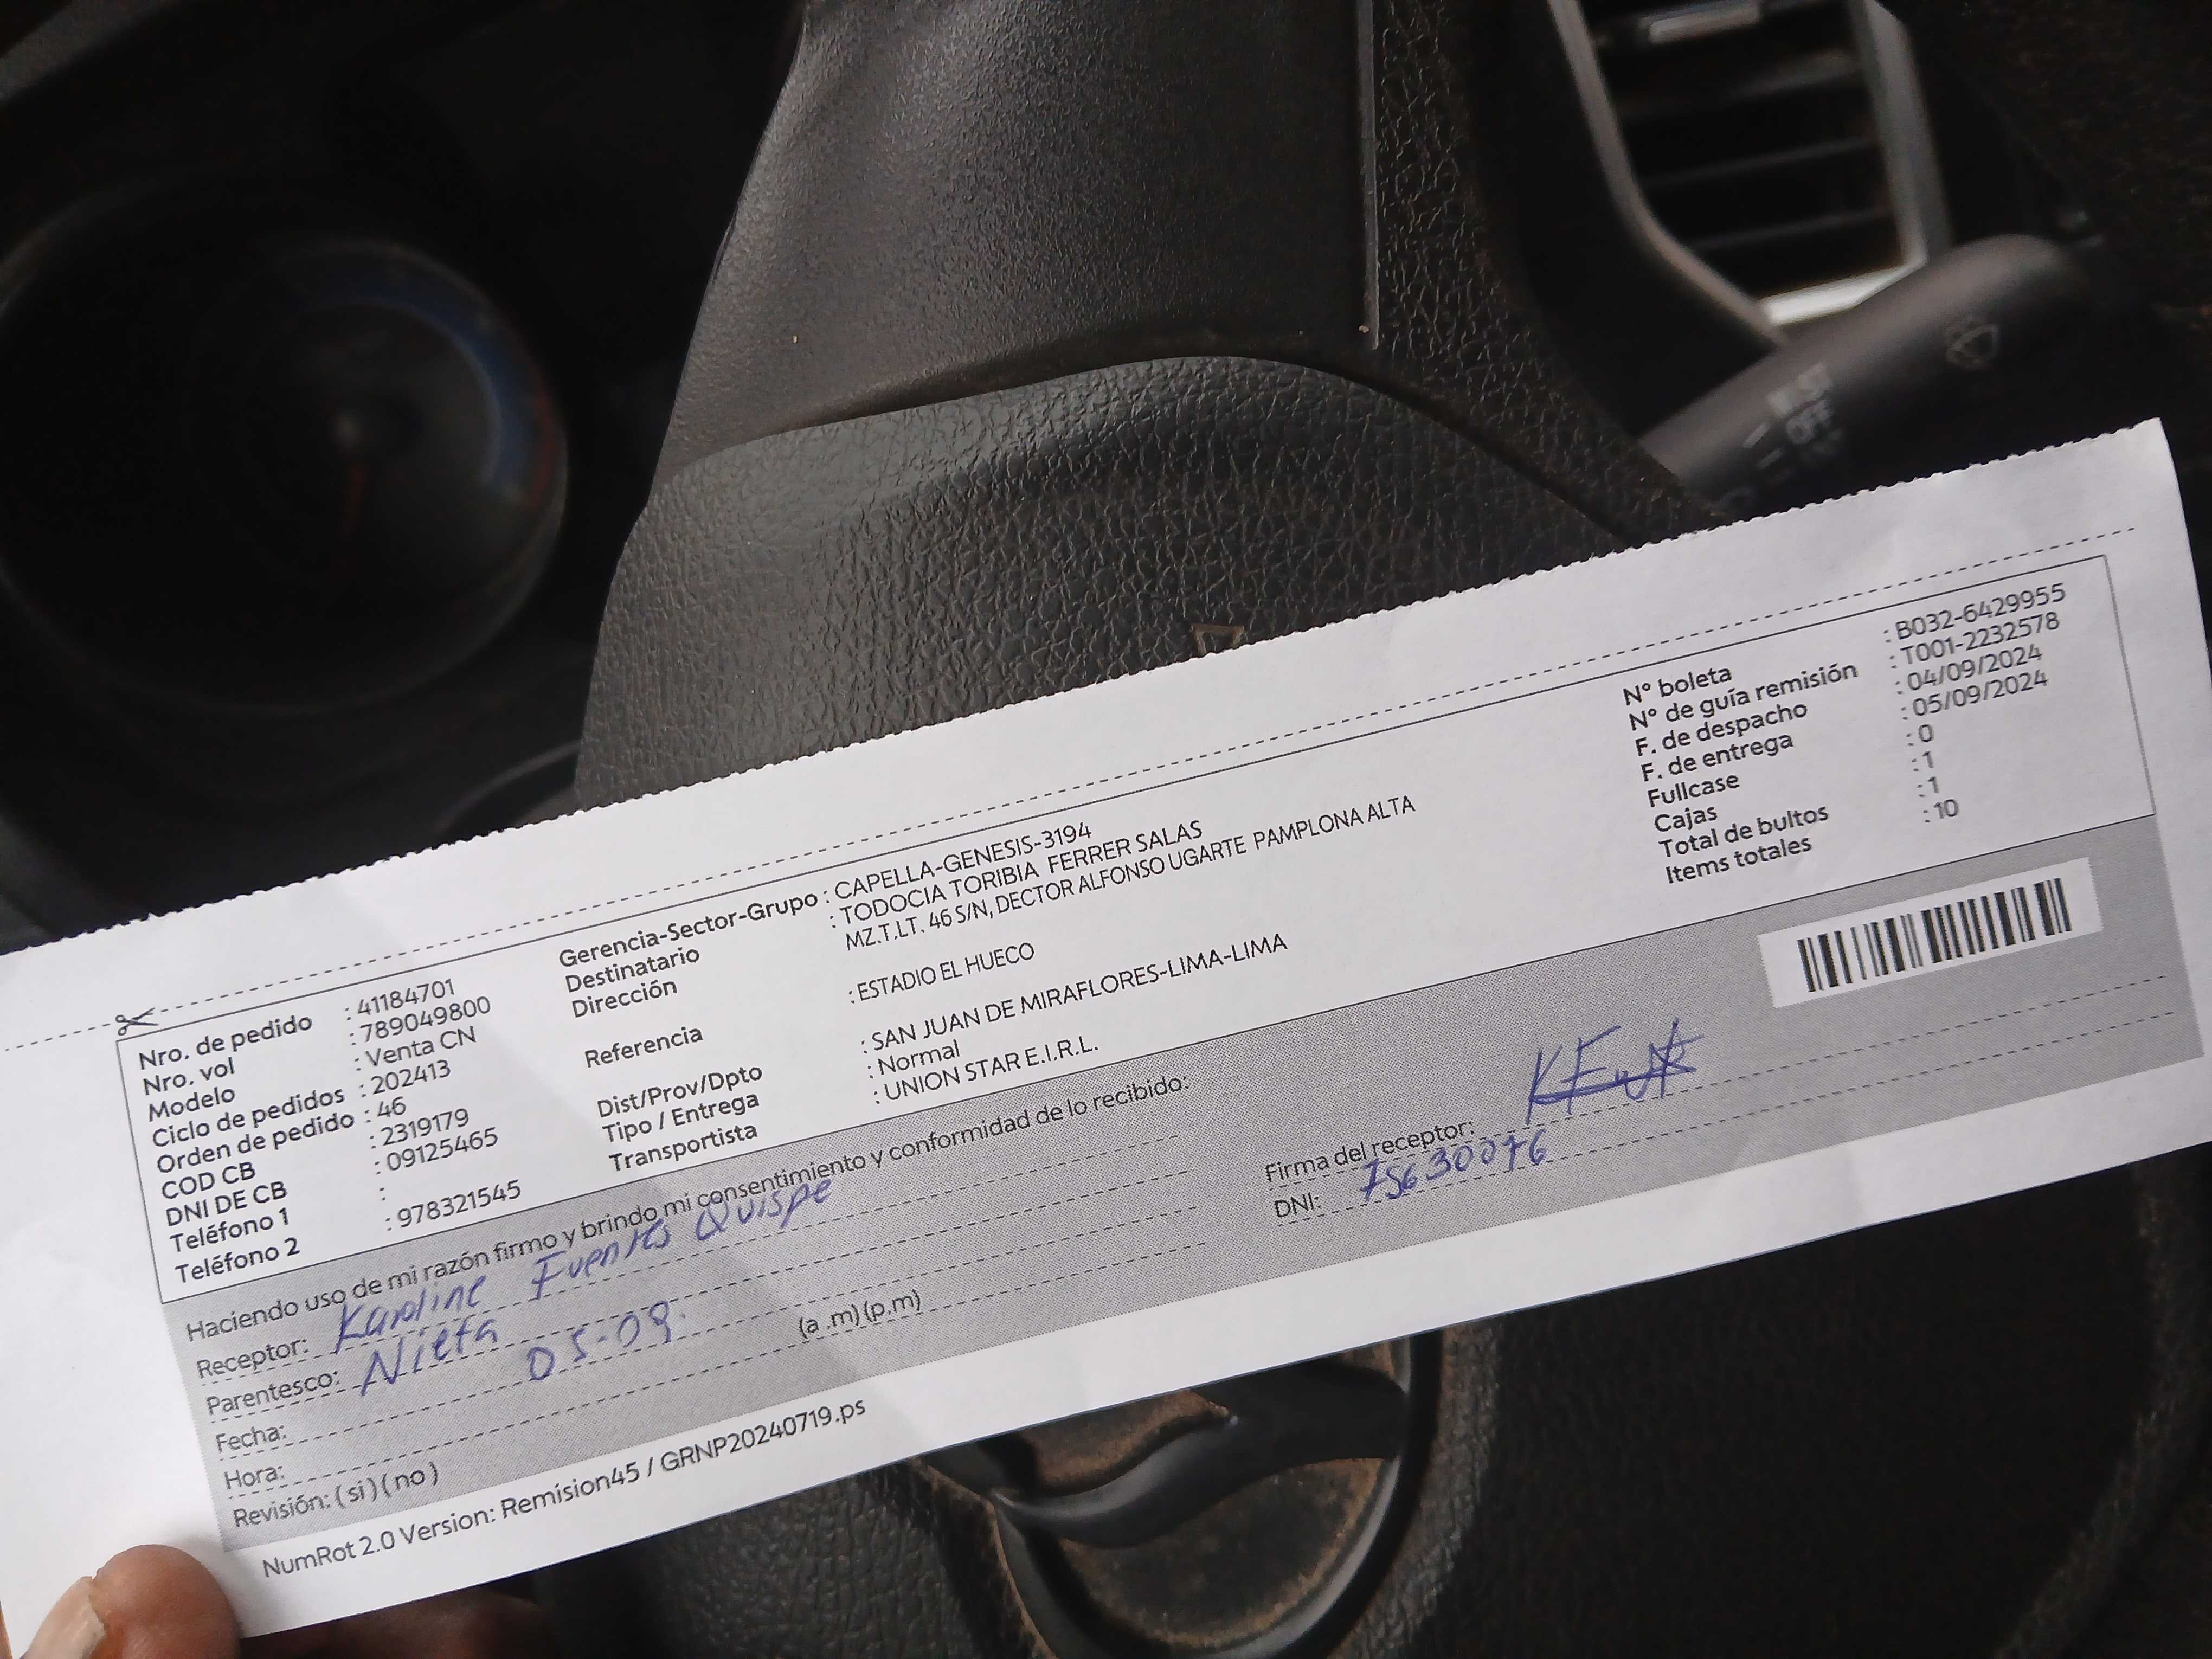 Nro. de pedido : 41184701
Nro. vol : 789049800
Modelo : Venta CN
Ciclo de pedidos : 202413
Orden de pedido : 46
COD CB : 2319179
DNI DE CB : 09125465
Teléfono 1 :
Teléfono 2 : 978321545
Gerencia-Sector-Grupo : CAPELLA-GENESIS-3194
Destinatario : TODOCIA TORIBIA FERRER SALAS
Dirección MZ.T.LT. 46 S/N, DECTOR ALFONSO UGARTE PAMPLONA ALTA
Referencia : ESTADIO EL HUECO
Dist/Prov/Dpto : SAN JUAN DE MIRAFLORES-LIMA-LIMA
Tipo / Entrega : Normal
Transportista : UNION STAR E.I.R.L.
N° boleta : B032-6429955
N° de guía remisión : T001-2232578
F. de despacho : 04/09/2024
F. de entrega : 05/09/2024
Fullcase : 0
Cajas : 1
Total de bultos : 1
Items totales : 10
Haciendo uso de mi razón firmo y brindo mi consentimiento y conformidad de lo recibido:
Receptor: Karoline Fuentes Quispe
Parentesco: Nieta
Fecha: 05-09.
Hora: (a .m) (p.m)
Revisión: ( si ) ( no )
Firma del receptor:
DNI: 75630076
NumRot 2.0 Version: Remision45 / GRNP20240719.ps